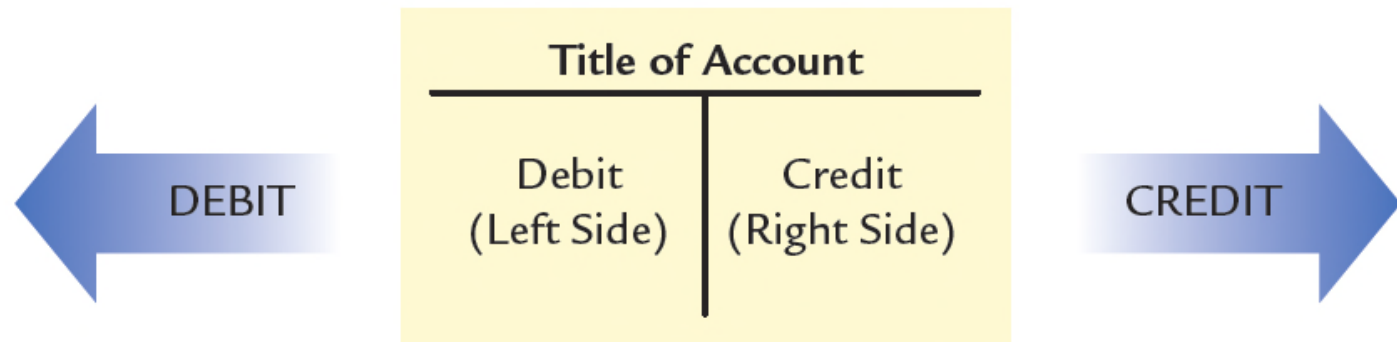 Title of Account
DEBIT
Debit
(Left Side)
Credit
(Right Side)
CREDIT